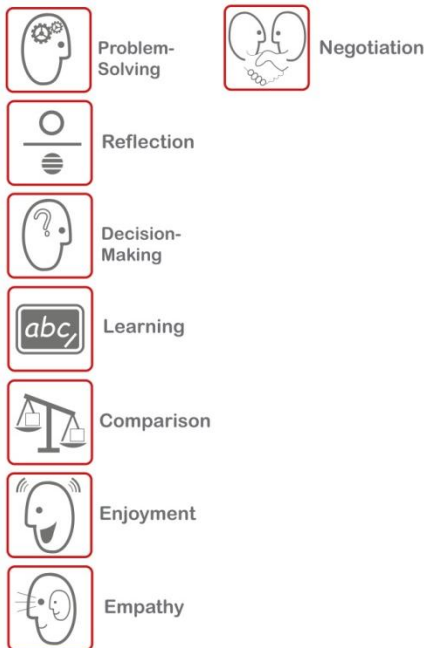 Problem-
Solving
Negotiation
Reflection
?
Decision-
Making
abc
Learning
Comparison
Enjoyment
Empathy